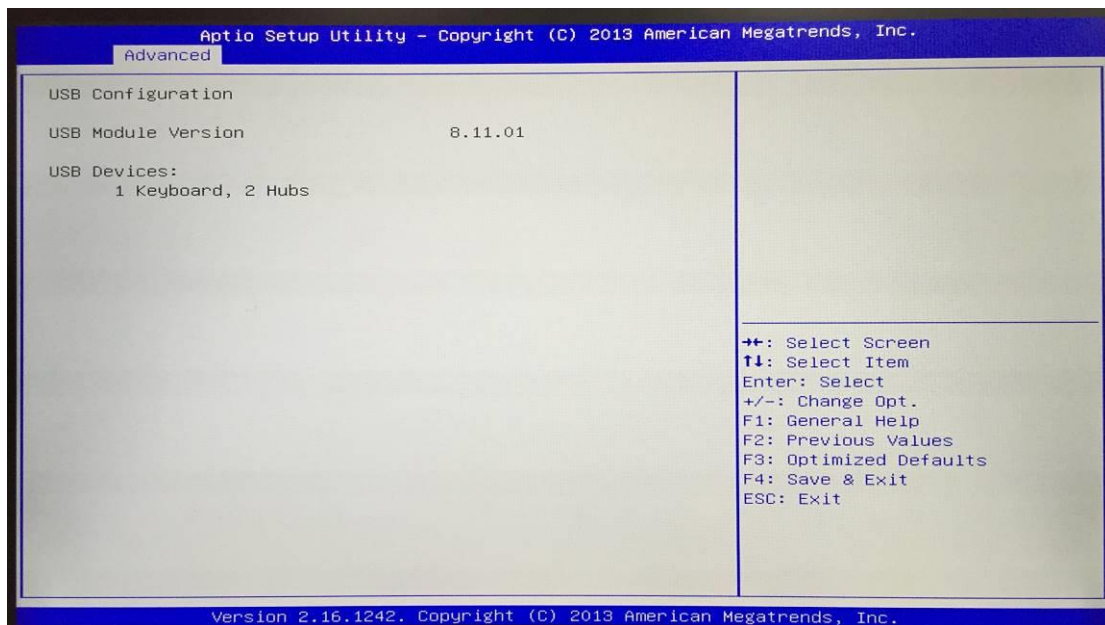 Aptio Setup Utility – Copyright (C) 2013 American Megatrends, Inc.
Advanced
USB Configuration
USB Module Version 8.11.01
USB Devices:
1 Keyboard, 2 Hubs
→←: Select Screen
↑↓: Select Item
Enter: Select
+/-: Change Opt.
F1: General Help
F2: Previous Values
F3: Optimized Defaults
F4: Save & Exit
ESC: Exit
Version 2.16.1242. Copyright (C) 2013 American Megatrends, Inc.